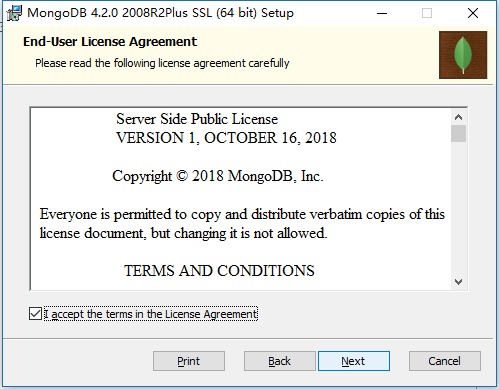 MongoDB 4.2.0 2008R2Plus SSL (64 bit) Setup
End-User License Agreement
Please read the following license agreement carefully
Server Side Public License
VERSION 1, OCTOBER 16, 2018
Copyright © 2018 MongoDB, Inc.
Everyone is permitted to copy and distribute verbatim copies of this
license document, but changing it is not allowed.
TERMS AND CONDITIONS
I accept the terms in the License Agreement
Print Back Next Cancel